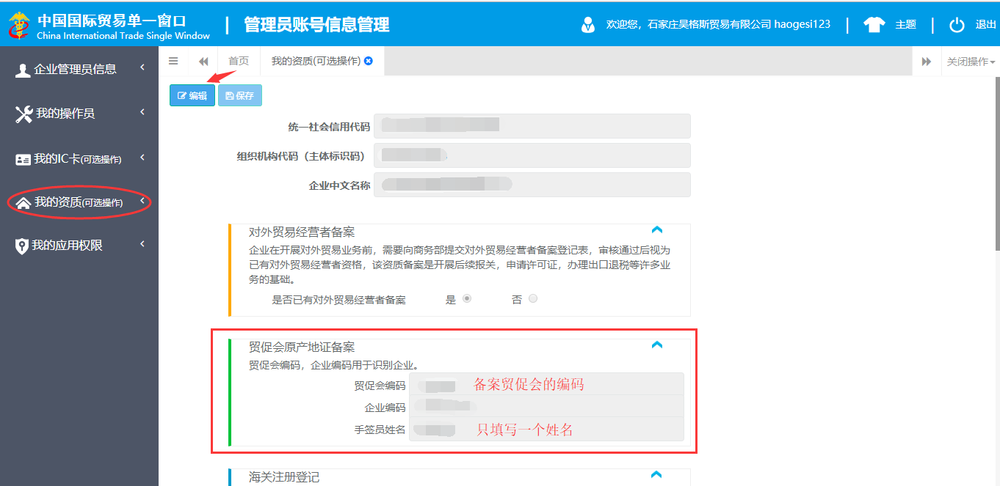 中国国际贸易单一窗口
China International Trade Single Window
管理员账号信息管理
欢迎您，石家庄昊格斯贸易有限公司 haogesi123
主题
退出
企业管理员信息
我的操作员
我的IC卡(可选操作)
我的资质(可选操作)
我的应用权限
首页
我的资质(可选操作)
关闭操作
编辑
保存
统一社会信用代码
组织机构代码（主体标识码）
企业中文名称
对外贸易经营者备案
企业在开展对外贸易业务前，需要向商务部提交对外贸易经营者备案登记表，审核通过后视为
已有对外贸易经营者资格，该资质备案是开展后续报关，申请许可证，办理出口退税等许多业
务的基础。
是否已有对外贸易经营者备案 是 否
贸促会原产地证备案
贸促会编码，企业编码用于识别企业。
贸促会编码 备案贸促会的编码
企业编码
手签员姓名 只填写一个姓名
海关注册登记